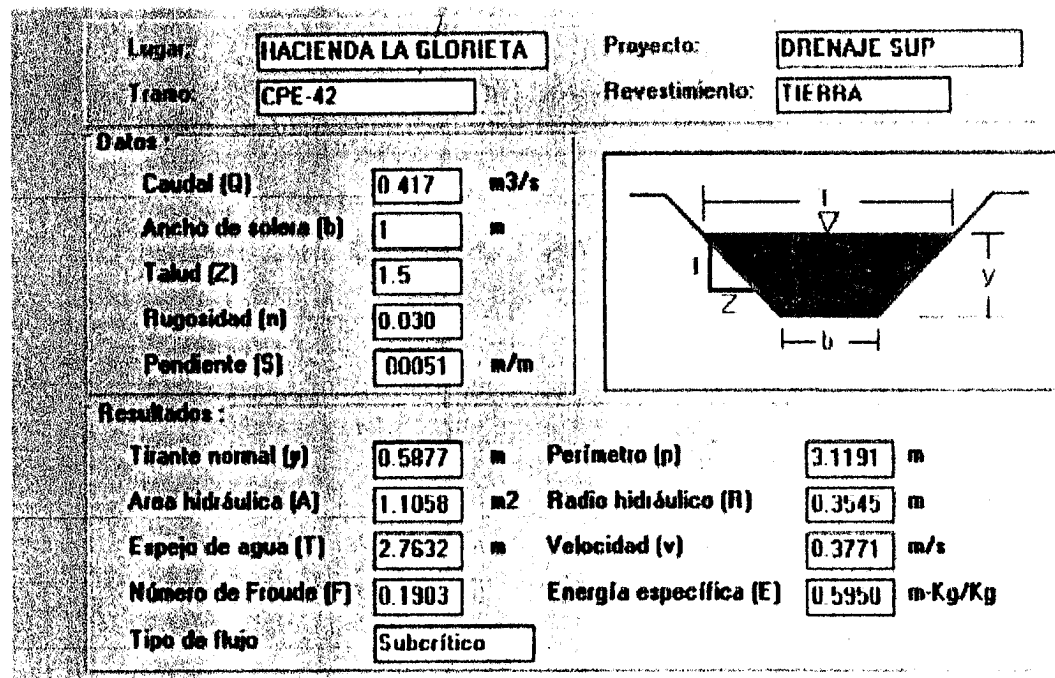 Lugar: HACIENDA LA GLORIETA Proyecto: DRENAJE SUP
Tramo: CPE-42 Revestimiento: TIERRA
Datos :
Caudal (Q) 0.417 m3/s
Ancho de solera (b) 1 m
Talud (Z) 1.5
Rugosidad (n) 0.030
Pendiente (S) .00051 m/m
T
1
Z
y
b
Resultados :
Tirante normal (y) 0.5877 m Perímetro (p) 3.1191 m
Area hidráulica (A) 1.1058 m2 Radio hidráulico (R) 0.3545 m
Espejo de agua (T) 2.7632 m Velocidad (v) 0.3771 m/s
Número de Froude (F) 0.1903 Energía específica (E) 0.5950 m-Kg/Kg
Tipo de flujo Subcrítico